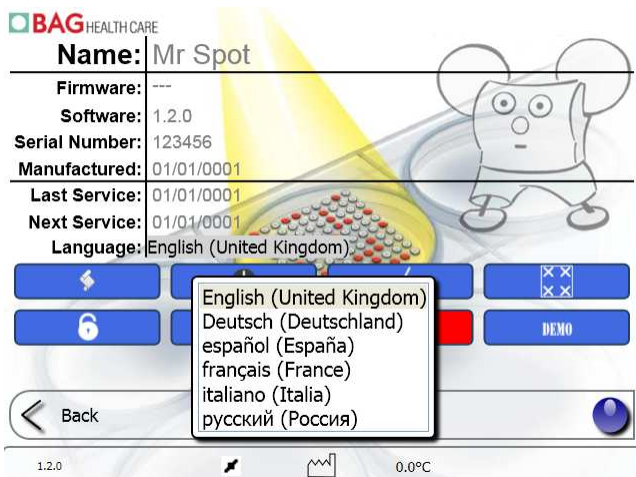 BAG HEALTH CARE
Name: Mr Spot
Firmware: ---
Software: 1.2.0
Serial Number: 123456
Manufactured: 01/01/0001
Last Service: 01/01/0001
Next Service: 01/01/0001
Language: English (United Kingdom)
English (United Kingdom)
Deutsch (Deutschland)
español (España)
français (France)
italiano (Italia)
русский (Россия)
DEMO
Back
1.2.0
0.0°C